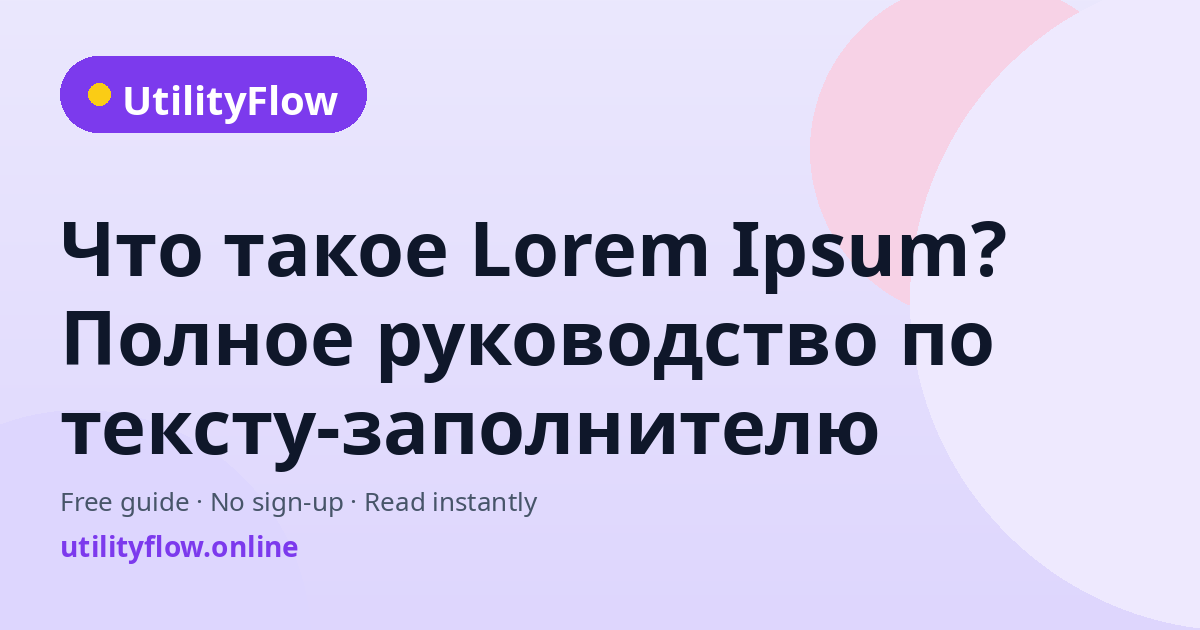 UtilityFlow
Что такое Lorem Ipsum?
Полное руководство по
тексту-заполнителю
Free guide · No sign-up · Read instantly
utilityflow.online